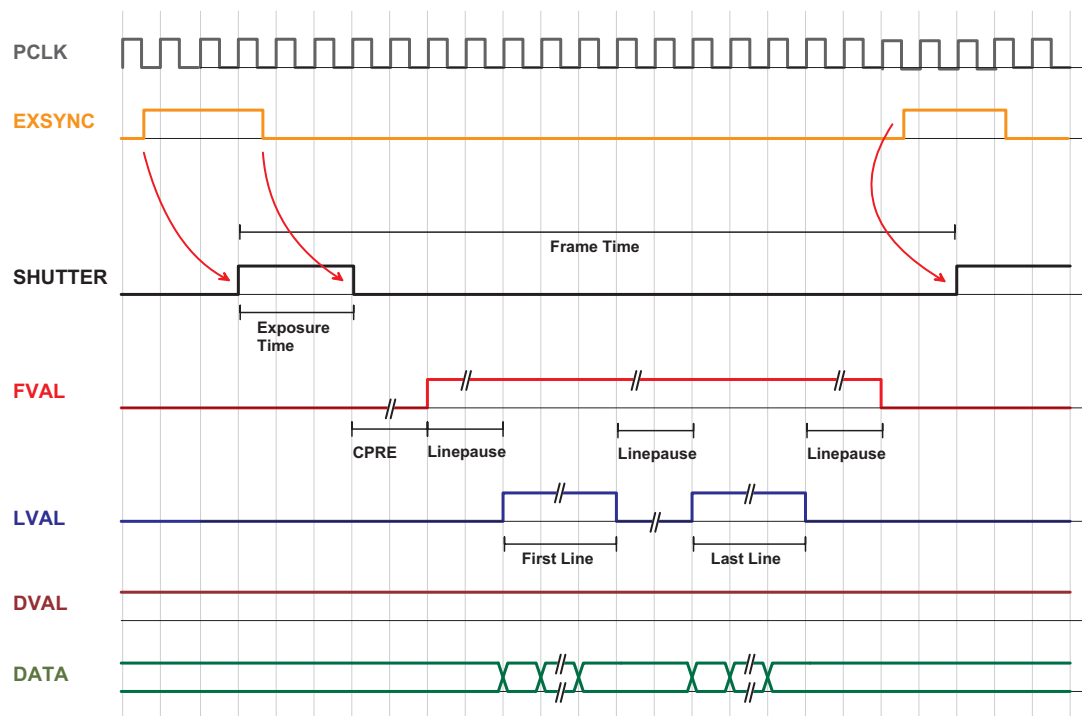 PCLK
EXSYNC
Frame Time
SHUTTER
Exposure
Time
FVAL
CPRE
Linepause
Linepause
Linepause
LVAL
First Line
Last Line
DVAL
DATA